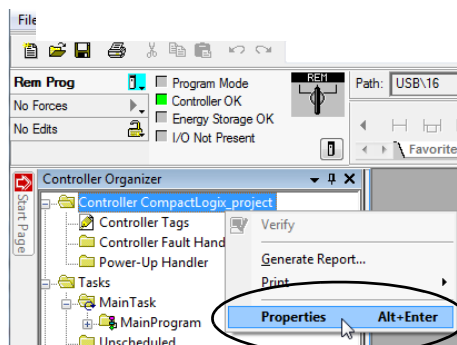 File
Rem Prog
Program Mode
REM
Path: USB\16
No Forces
Controller OK
Energy Storage OK
No Edits
I/O Not Present
Favorite
Controller Organizer
Start Page
Controller CompactLogix_project
Controller Tags
Controller Fault Hand
Power-Up Handler
Tasks
MainTask
MainProgram
Unscheduled
Verify
Generate Report...
Print
Properties Alt+Enter